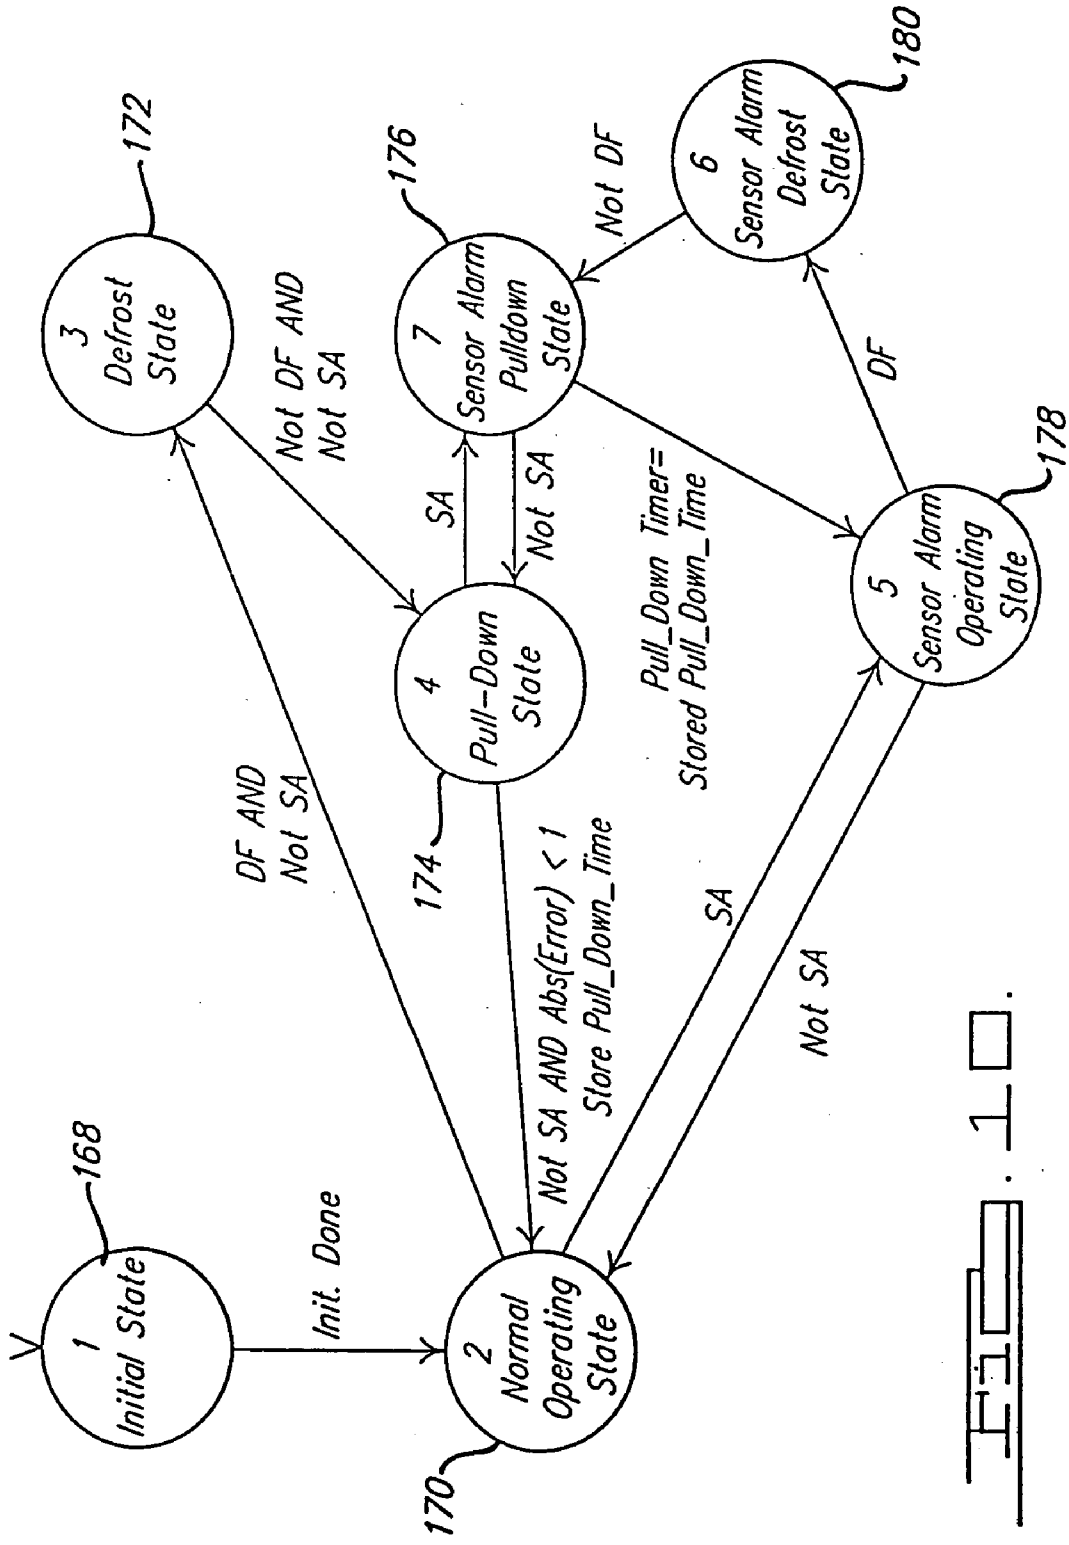 168
1
Initial State
Init. Done
170
2
Normal
Operating
State
DF AND
Not SA
172
3
Defrost
State
Not DF AND
Not SA
174
4
Pull-Down
State
SA
Not SA
176
7
Sensor Alarm
Pulldown
State
Not SA AND Abs(Error) < 1
Store Pull_Down_Time
Pull_Down Timer=
Stored Pull_Down_Time
Not DF
6
Sensor Alarm
Defrost
State
180
DF
SA
Not SA
5
Sensor Alarm
Operating
State
178
Fig. 10.